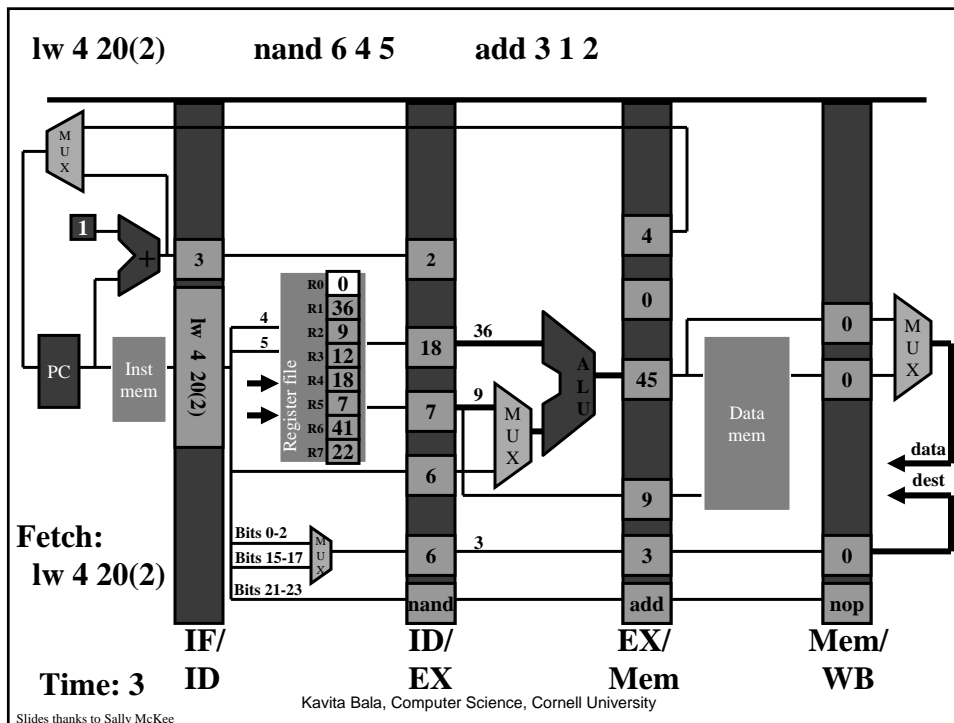 lw 4 20(2) nand 6 4 5 add 3 1 2
MUX
1
+
3
2
4
0
PC
Inst mem
lw 4 20(2)
4
5
Register file
R0 0
R1 36
R2 9
R3 12
R4 18
R5 7
R6 41
R7 22
18
7
6
36
9
MUX
ALU
45
9
Data mem
0
0
MUX
data
dest
Fetch:
lw 4 20(2)
Bits 0-2
Bits 15-17
Bits 21-23
MUX
6
3
3
0
nand
add
nop
IF/
ID
ID/
EX
EX/
Mem
Mem/
WB
Time: 3
Kavita Bala, Computer Science, Cornell University
Slides thanks to Sally McKee